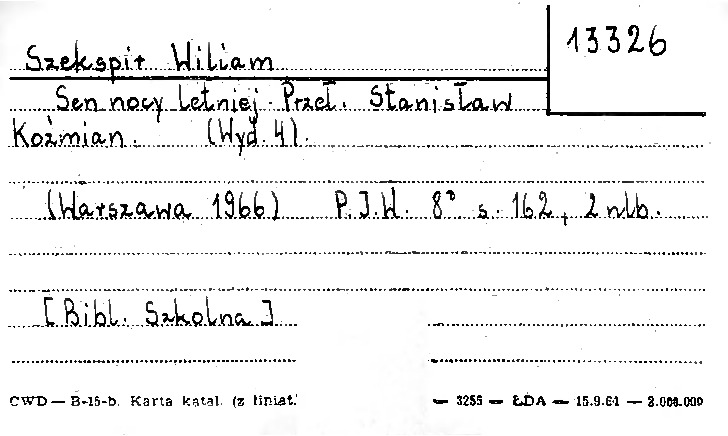 13326
Szekspir Wiliam
Sen nocy letniej. Przeł. Stanisław
Koźmian. (Wyd. 4).
(Warszawa 1966) P.I.W. 8° s. 162, 2 nlb.
[Bibl. Szkolna]
CWD — B-15-b. Karta katal. (z liniat. — 3255 — ŁDA — 15.9.61 — 2.000.000